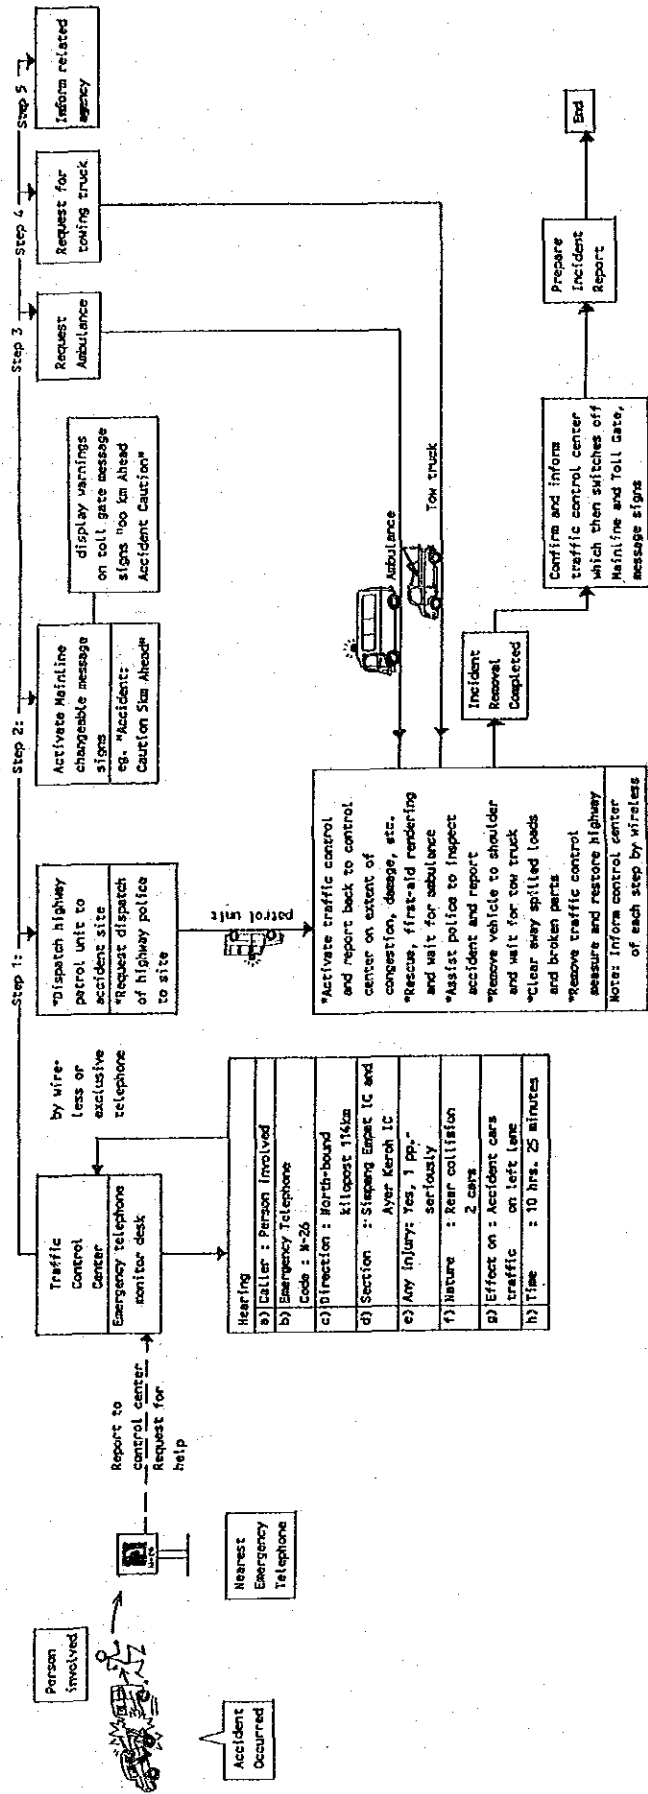 Accident
Occurred
Person
involved
Nearest
Emergency
Telephone
N-26
Report to
control center
Request for
help
Traffic
Control
Center
Emergency telephone
monitor desk
Hearing
a) Caller : Person involved
b) Emergency Telephone
Code : N-26
c) Direction : North-bound
kilopost 114km
d) Section : Simpang Empat IC and
Ayer Keroh IC
e) Any injury: Yes, 1 pp.-
seriously
f) Nature : Rear collision
2 cars
g) Effect on : Accident cars
traffic on left lane
h) Time : 10 hrs. 25 minutes
by wire-
less or
exclusive
telephone
Step 1:
*Dispatch highway
patrol unit to
accident site
*Request dispatch
of highway police
to site
patrol unit
*Activate traffic control
and report back to control
center on extent of
congestion, damage, etc.
*Rescue, first-aid rendering
and wait for ambulance
*Assist police to inspect
accident and report
*Remove vehicle to shoulder
and wait for tow truck
*Clear away spilled loads
and broken parts
*Remove traffic control
measure and restore highway
Note: Inform control center
of each step by wireless
Step 2:
Activate Mainline
changeable message
signs
eg. "Accident:
Caution 5km Ahead"
display warnings
on toll gate message
signs "oo km Ahead
Accident Caution"
Step 3
Request
Ambulance
Step 4
Request for
towing truck
Step 5
Inform related
agency
Ambulance
Tow truck
Incident
Removal
Completed
Confirm and inform
traffic control center
which then switches off
Mainline and Toll Gate,
message signs
Prepare
Incident
Report
End